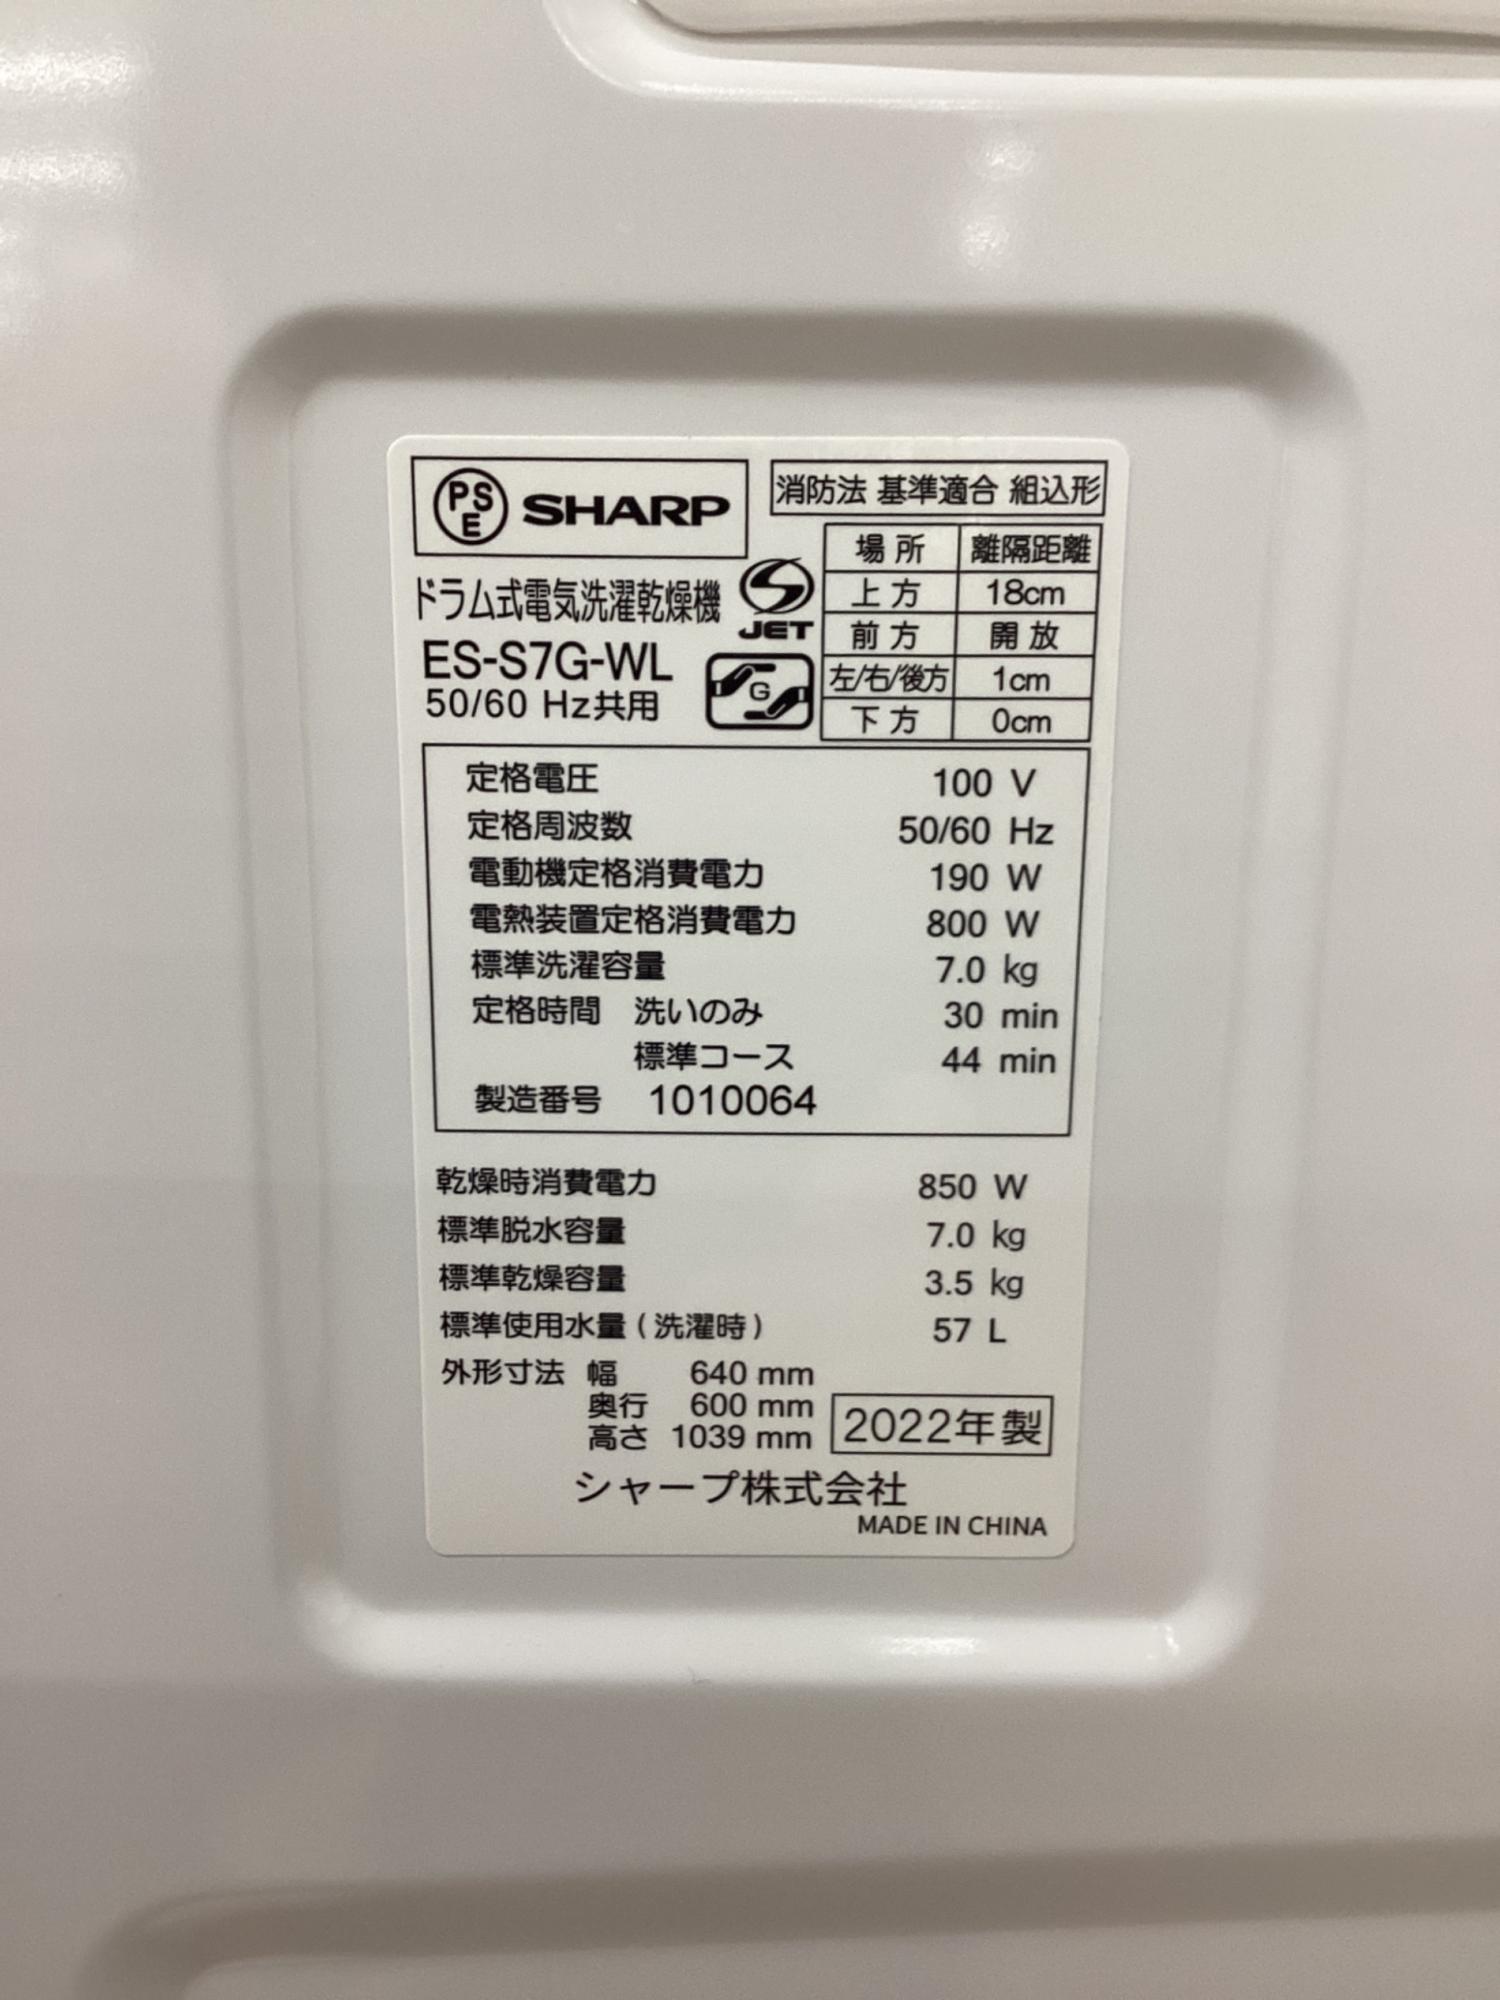 PSE SHARP
消防法 基準適合 組込形
場所 離隔距離
上方 18cm
前方 開放
左/右/後方 1cm
下方 0cm
ドラム式電気洗濯乾燥機
JET
ES-S7G-WL
G
50/60 Hz共用
定格電圧 100 V
定格周波数 50/60 Hz
電動機定格消費電力 190 W
電熱装置定格消費電力 800 W
標準洗濯容量 7.0 kg
定格時間 洗いのみ 30 min
標準コース 44 min
製造番号 1010064
乾燥時消費電力 850 W
標準脱水容量 7.0 kg
標準乾燥容量 3.5 kg
標準使用水量(洗濯時) 57 L
外形寸法 幅 640 mm
奥行 600 mm
高さ 1039 mm
2022年製
シャープ株式会社
MADE IN CHINA